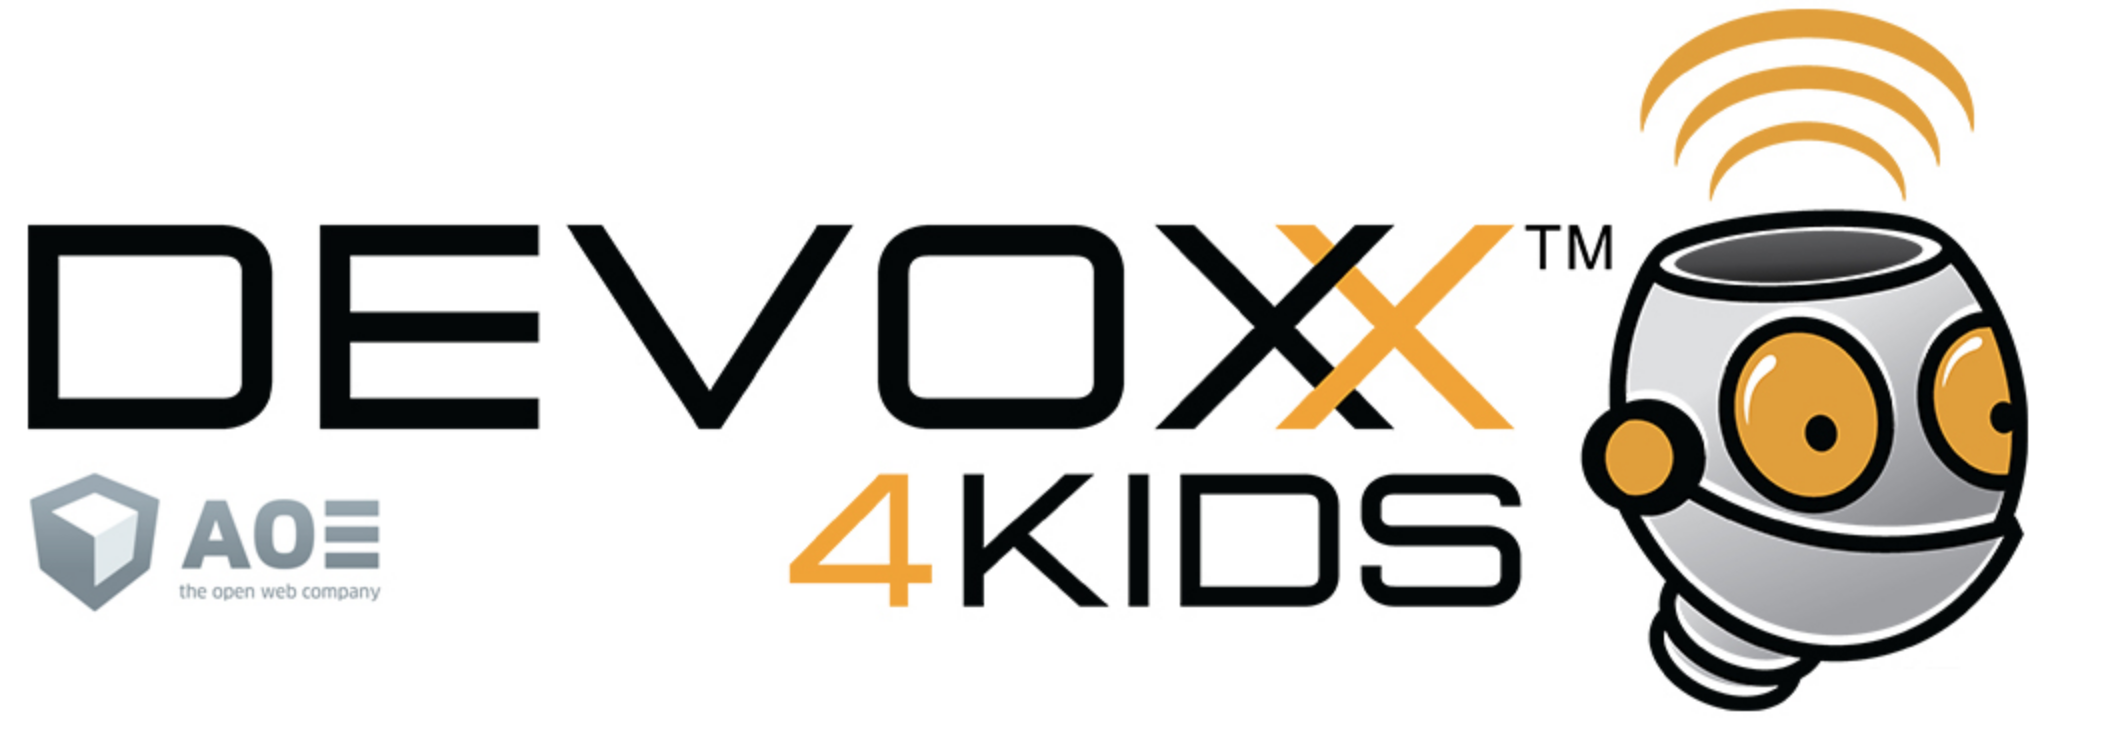 DEVOXX™
4KIDS
AOE
the open web company